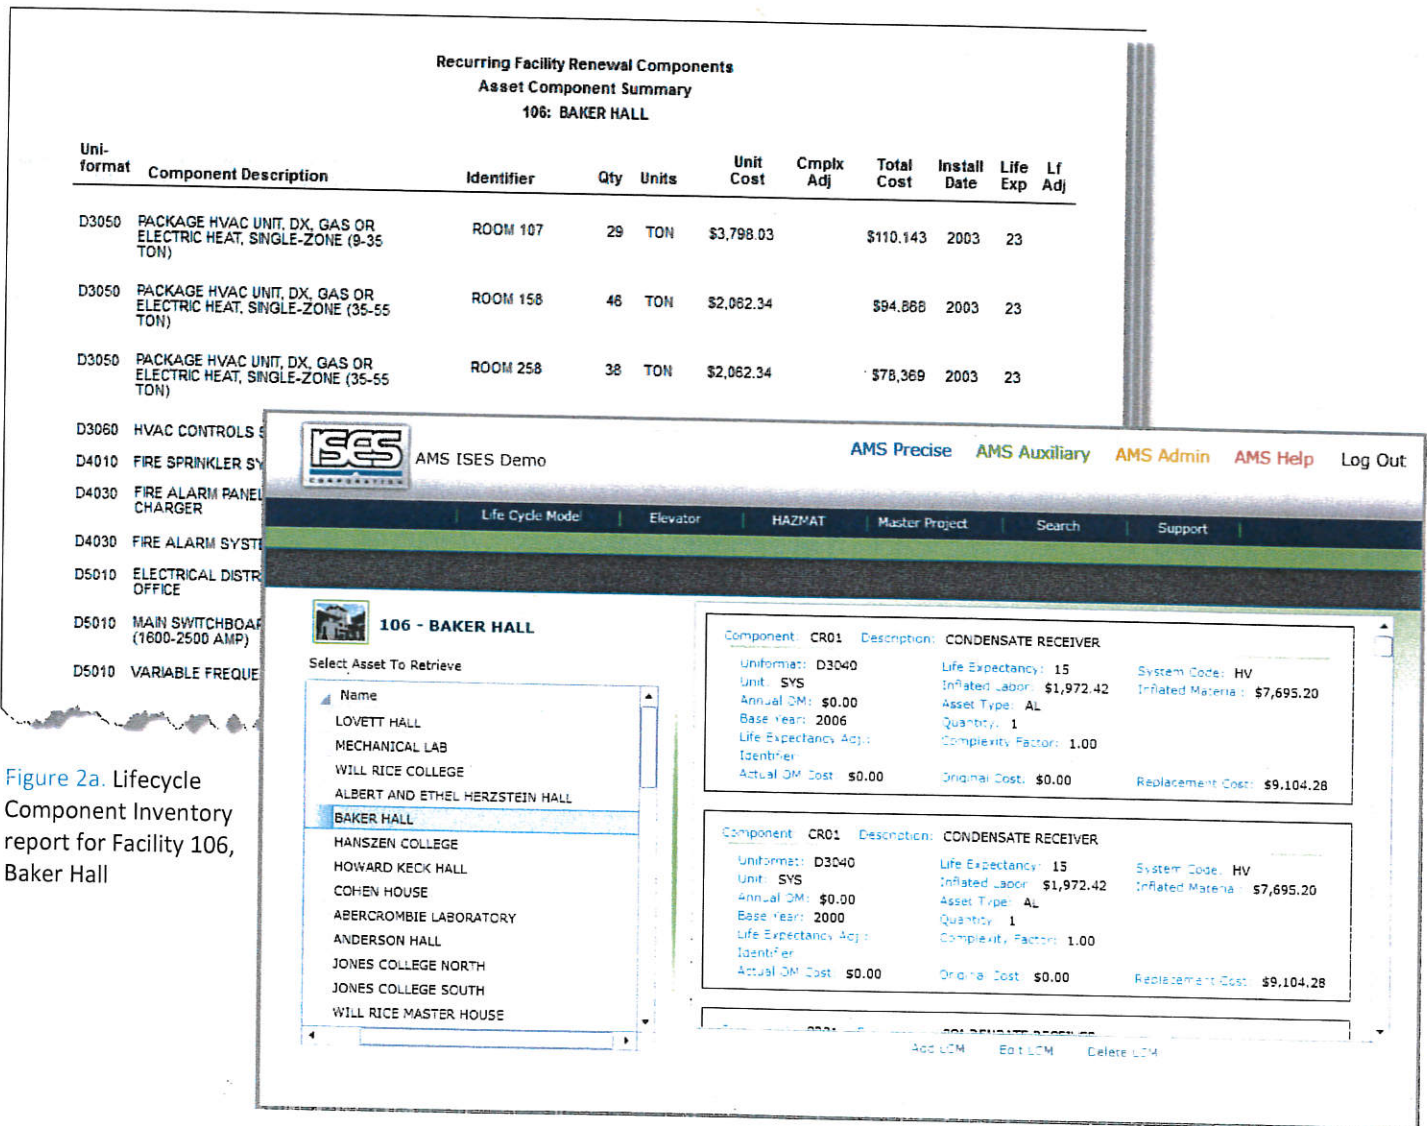 Recurring Facility Renewal Components
Asset Component Summary
106: BAKER HALL
Uni-
format Component Description Identifier Qty Units Unit Cost Cmplx Adj Total Cost Install Date Life Exp Lf Adj
D3050 PACKAGE HVAC UNIT, DX, GAS OR ROOM 107 29 TON $3,798.03 $110,143 2003 23
ELECTRIC HEAT, SINGLE-ZONE (9-35
TON)
D3050 PACKAGE HVAC UNIT, DX, GAS OR ROOM 158 46 TON $2,062.34 $94,868 2003 23
ELECTRIC HEAT, SINGLE-ZONE (35-55
TON)
D3050 PACKAGE HVAC UNIT, DX, GAS OR ROOM 258 38 TON $2,062.34 $78,369 2003 23
ELECTRIC HEAT, SINGLE-ZONE (35-55
TON)
D3060 HVAC CONTROLS
D4010 FIRE SPRINKLER SY
D4030 FIRE ALARM PANEL
CHARGER
D4030 FIRE ALARM SYSTE
D5010 ELECTRICAL DISTR
OFFICE
D5010 MAIN SWITCHBOAR
(1600-2500 AMP)
D5010 VARIABLE FREQUE
Figure 2a. Lifecycle
Component Inventory
report for Facility 106,
Baker Hall
ISES
CORPORATION
AMS ISES Demo
AMS Precise AMS Auxiliary AMS Admin AMS Help Log Out
Life Cycle Model Elevator HAZMAT Master Project Search Support
106 - BAKER HALL
Select Asset To Retrieve
Name
LOVETT HALL
MECHANICAL LAB
WILL RICE COLLEGE
ALBERT AND ETHEL HERZSTEIN HALL
BAKER HALL
HANSZEN COLLEGE
HOWARD KECK HALL
COHEN HOUSE
ABERCROMBIE LABORATORY
ANDERSON HALL
JONES COLLEGE NORTH
JONES COLLEGE SOUTH
WILL RICE MASTER HOUSE
Component: CR01 Description: CONDENSATE RECEIVER
Uniformat: D3040 Life Expectancy: 15 System Code: HV
Unit: SYS Inflated Labor: $1,972.42 Inflated Material: $7,695.20
Annual OM: $0.00 Asset Type: AL
Base Year: 2006 Quantity: 1
Life Expectancy Adj.: Complexity Factor: 1.00
Identifier
Actual OM Cost: $0.00 Original Cost: $0.00 Replacement Cost: $9,104.28
Component: CR01 Description: CONDENSATE RECEIVER
Uniformat: D3040 Life Expectancy: 15 System Code: HV
Unit: SYS Inflated Labor: $1,972.42 Inflated Material: $7,695.20
Annual OM: $0.00 Asset Type: AL
Base Year: 2000 Quantity: 1
Life Expectancy Adj.: Complexity Factor: 1.00
Identifier
Actual OM Cost: $0.00 Original Cost: $0.00 Replacement Cost: $9,104.28
Add LCM Edit LCM Delete LCM